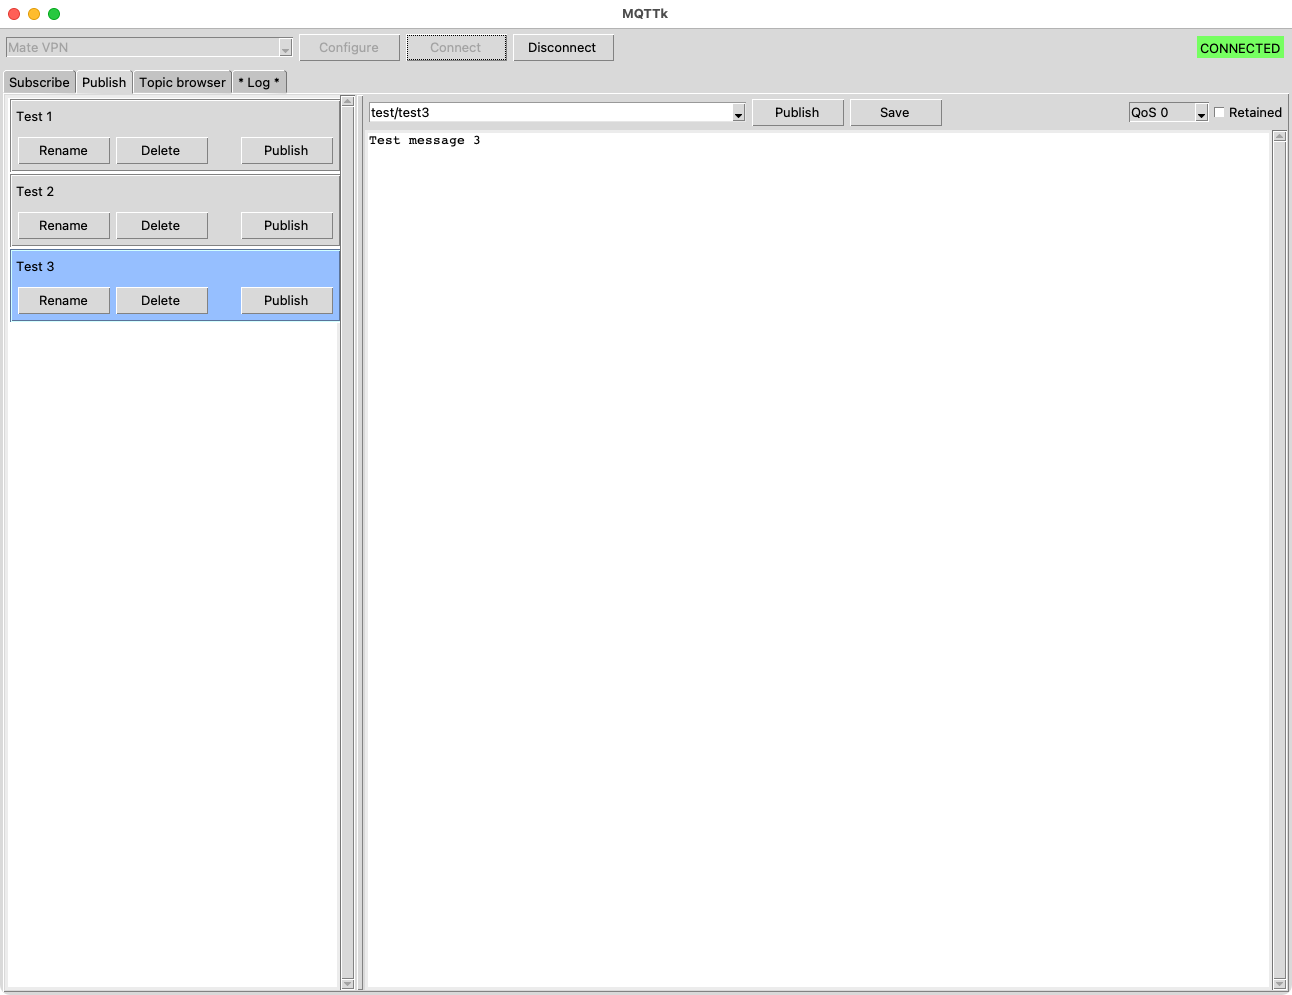 MQTTk
Mate VPN Configure Connect Disconnect CONNECTED
Subscribe Publish Topic browser * Log *
Test 1
Rename Delete Publish
Test 2
Rename Delete Publish
Test 3
Rename Delete Publish
test/test3 Publish Save QoS 0 Retained
Test message 3